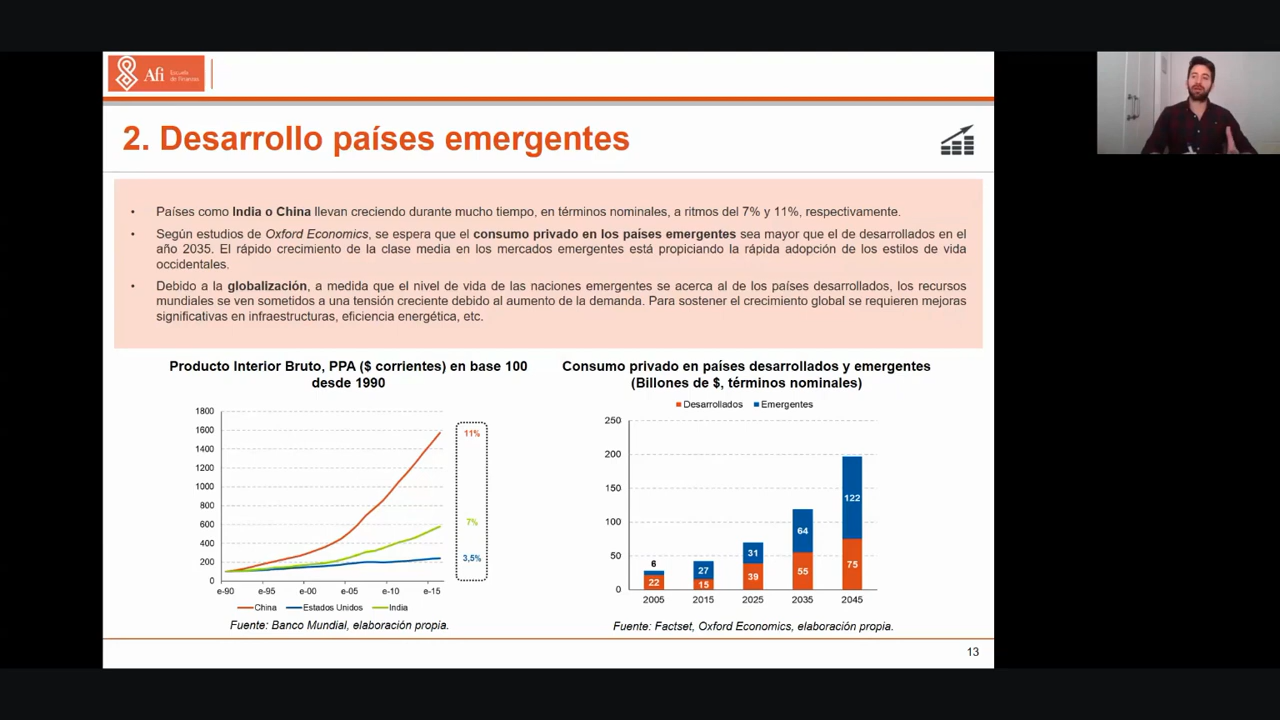 Afi Escuela de Finanzas
2. Desarrollo países emergentes
• Países como India o China llevan creciendo durante mucho tiempo, en términos nominales, a ritmos del 7% y 11%, respectivamente.
• Según estudios de Oxford Economics, se espera que el consumo privado en los países emergentes sea mayor que el de desarrollados en el
año 2035. El rápido crecimiento de la clase media en los mercados emergentes está propiciando la rápida adopción de los estilos de vida
occidentales.
• Debido a la globalización, a medida que el nivel de vida de las naciones emergentes se acerca al de los países desarrollados, los recursos
mundiales se ven sometidos a una tensión creciente debido al aumento de la demanda. Para sostener el crecimiento global se requieren mejoras
significativas en infraestructuras, eficiencia energética, etc.
Producto Interior Bruto, PPA ($ corrientes) en base 100
desde 1990
1800
1600
1400
1200
1000
800
600
400
200
0
e-90 e-95 e-00 e-05 e-10 e-15
11%
7%
3,5%
China Estados Unidos India
Fuente: Banco Mundial, elaboración propia.
Consumo privado en países desarrollados y emergentes
(Billones de $, términos nominales)
Desarrollados Emergentes
250
200
150
100
50
0
6
22
27
15
31
39
64
55
122
75
2005 2015 2025 2035 2045
Fuente: Factset, Oxford Economics, elaboración propia.
13